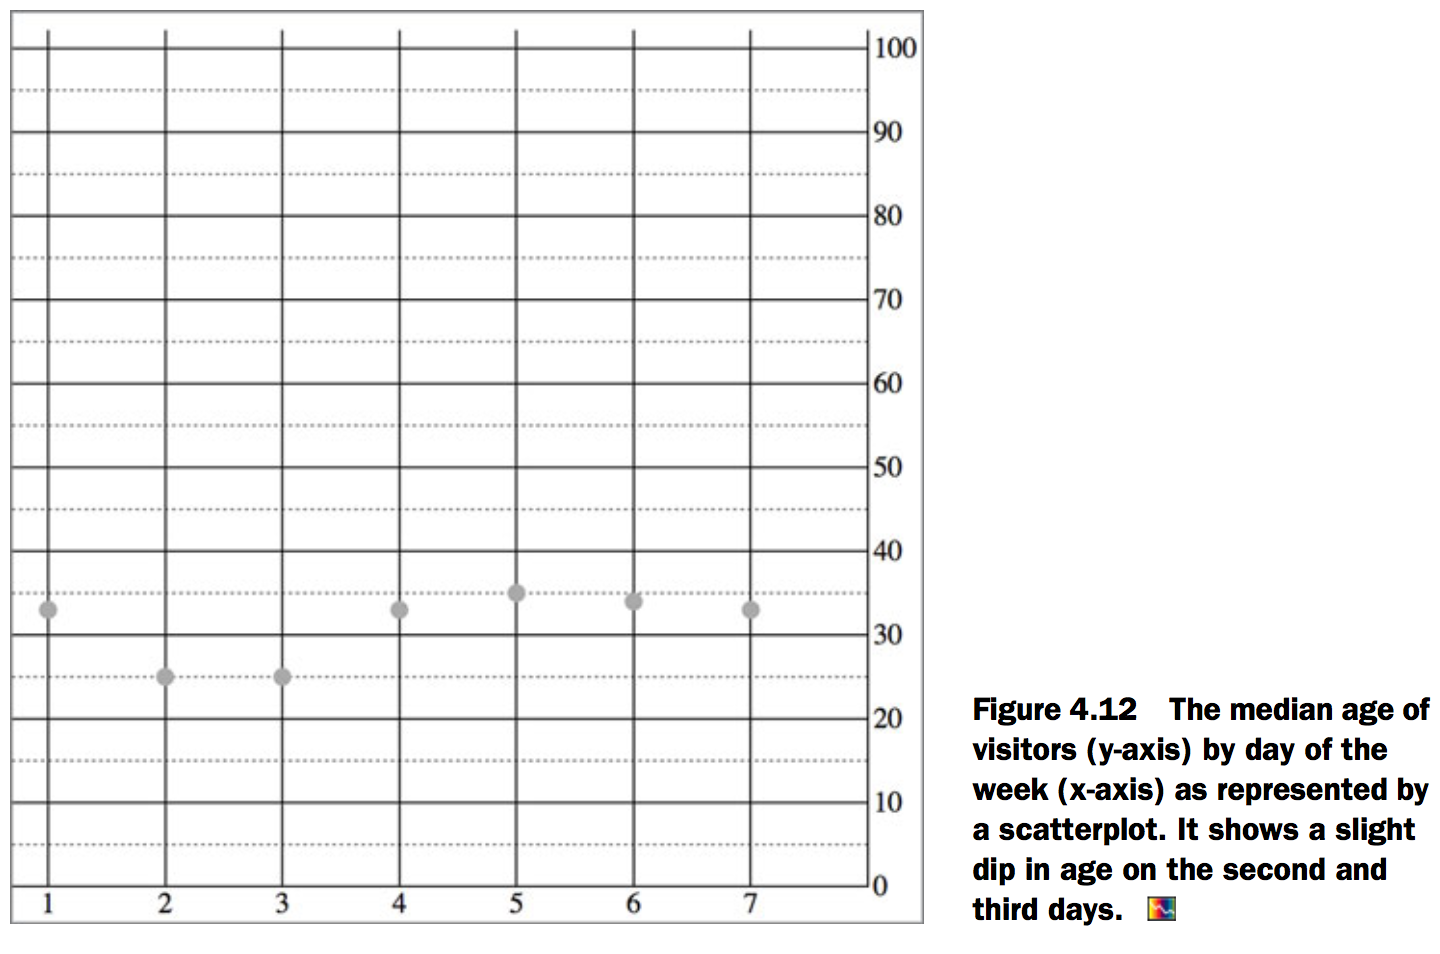 100
90
80
70
60
50
40
30
20
10
0
1 2 3 4 5 6 7
Figure 4.12 The median age of
visitors (y-axis) by day of the
week (x-axis) as represented by
a scatterplot. It shows a slight
dip in age on the second and
third days.